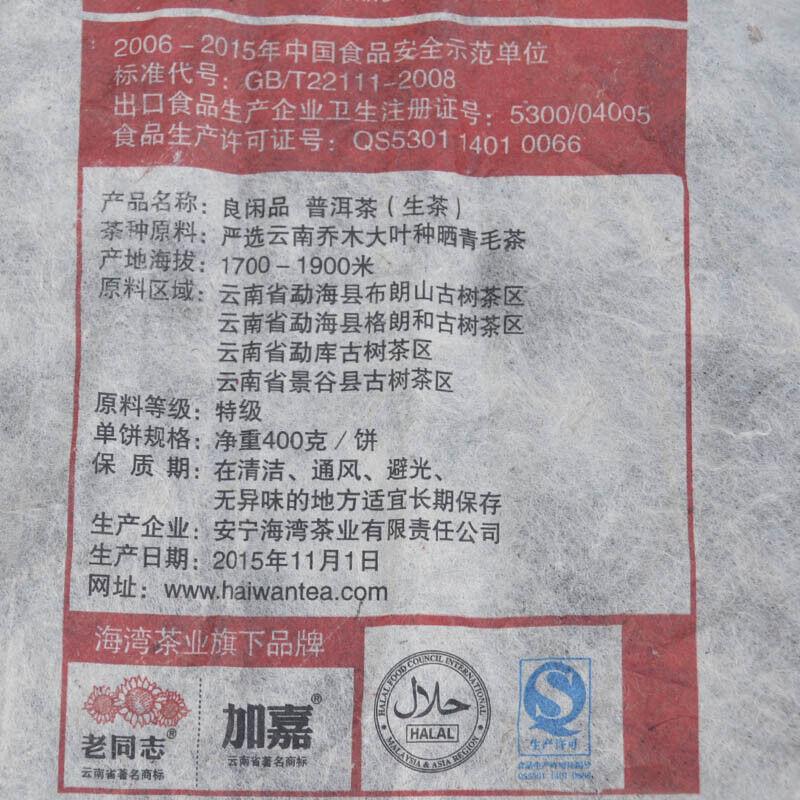 2006-2015年中国食品安全示范单位
标准代号：GB/T22111-2008
出口食品生产企业卫生注册证号：5300/04005
食品生产许可证号：QS5301 1401 0066
产品名称：良闲品 普洱茶（生茶）
茶种原料：严选云南乔木大叶种晒青毛茶
产地海拔：1700-1900米
原料区域：云南省勐海县布朗山古树茶区
云南省勐海县格朗和古树茶区
云南省勐库古树茶区
云南省景谷县古树茶区
原料等级：特级
单饼规格：净重400克/饼
保质期：在清洁、通风、避光、
无异味的地方适宜长期保存
生产企业：安宁海湾茶业有限责任公司
生产日期：2015年11月1日
网址：www.haiwantea.com
海湾茶业旗下品牌
老同志®
云南省著名商标
加嘉®
云南省著名商标
HALAL FOOD COUNCIL INTERNATIONAL
حلال
HALAL
MALAYSIA & ASIA REGION
生产许可
QS5301 1401 0066